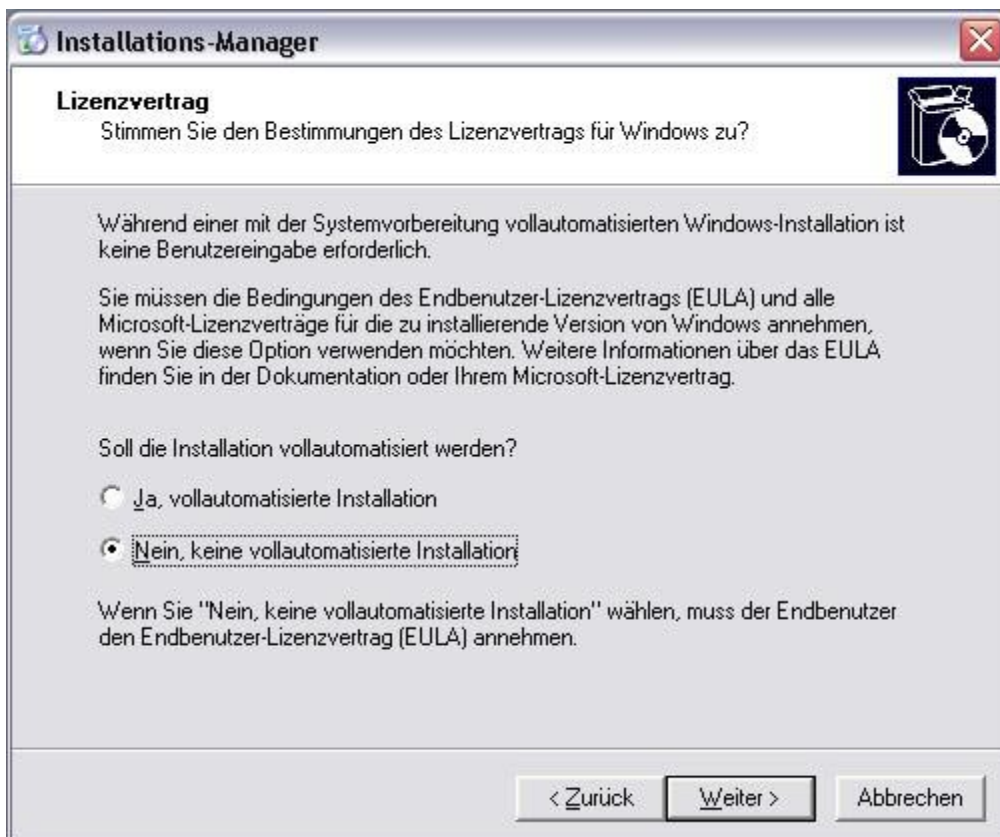 Installations-Manager
Lizenzvertrag
Stimmen Sie den Bestimmungen des Lizenzvertrags für Windows zu?
Während einer mit der Systemvorbereitung vollautomatisierten Windows-Installation ist
keine Benutzereingabe erforderlich.
Sie müssen die Bedingungen des Endbenutzer-Lizenzvertrags (EULA) und alle
Microsoft-Lizenzverträge für die zu installierende Version von Windows annehmen,
wenn Sie diese Option verwenden möchten. Weitere Informationen über das EULA
finden Sie in der Dokumentation oder Ihrem Microsoft-Lizenzvertrag.
Soll die Installation vollautomatisiert werden?
Ja, vollautomatisierte Installation
Nein, keine vollautomatisierte Installation
Wenn Sie "Nein, keine vollautomatisierte Installation" wählen, muss der Endbenutzer
den Endbenutzer-Lizenzvertrag (EULA) annehmen.
< Zurück Weiter > Abbrechen